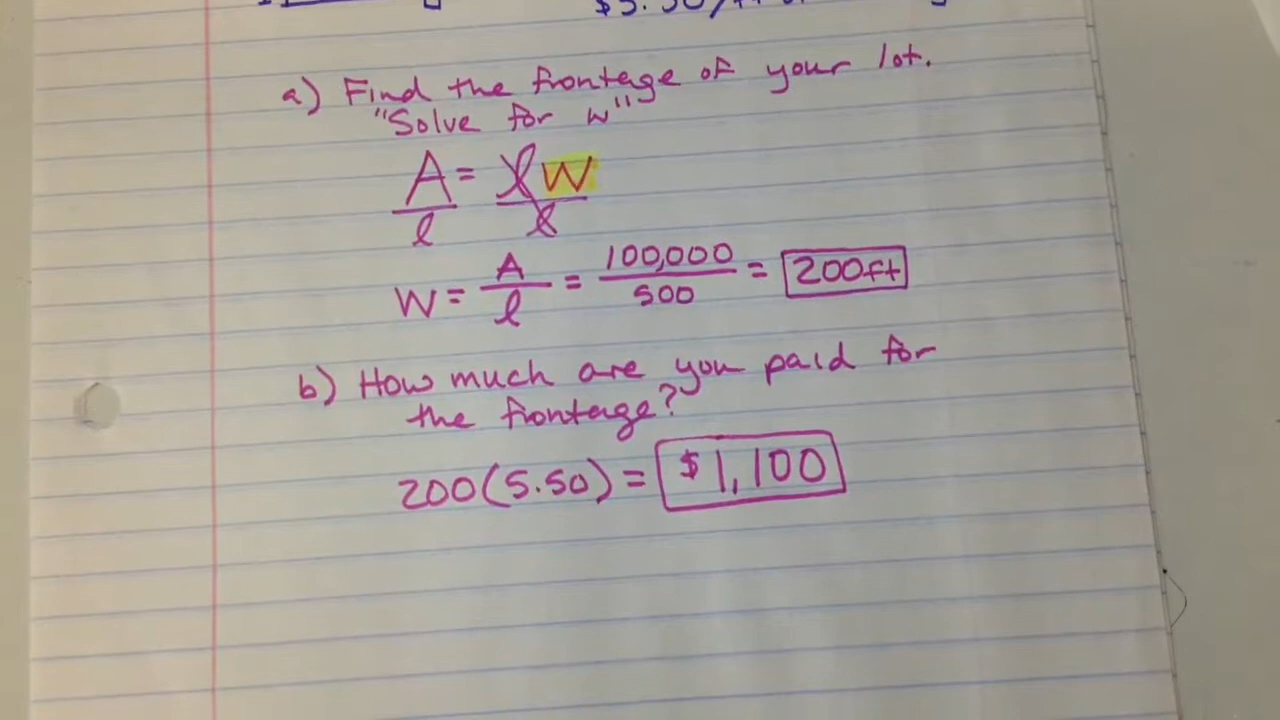 a) Find the frontage of your lot.
"Solve for w"
A = lw
l l
w = A/l = 100,000/500 = 200ft
b) How much are you paid for
the frontage?
200(5.50) = $1,100